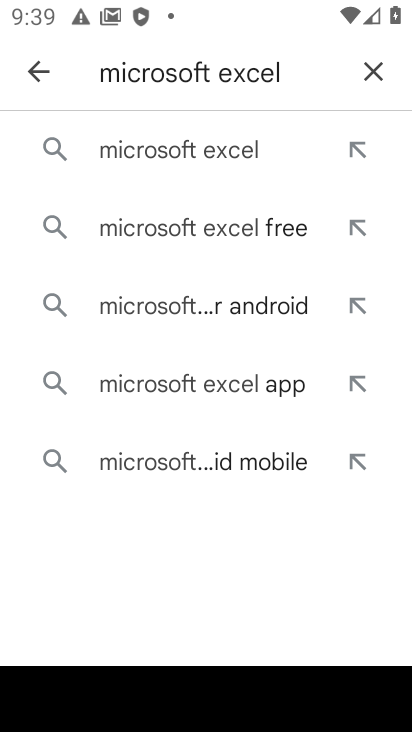 9:39
microsoft excel
microsoft excel
microsoft excel free
microsoft...r android
microsoft excel app
microsoft...id mobile